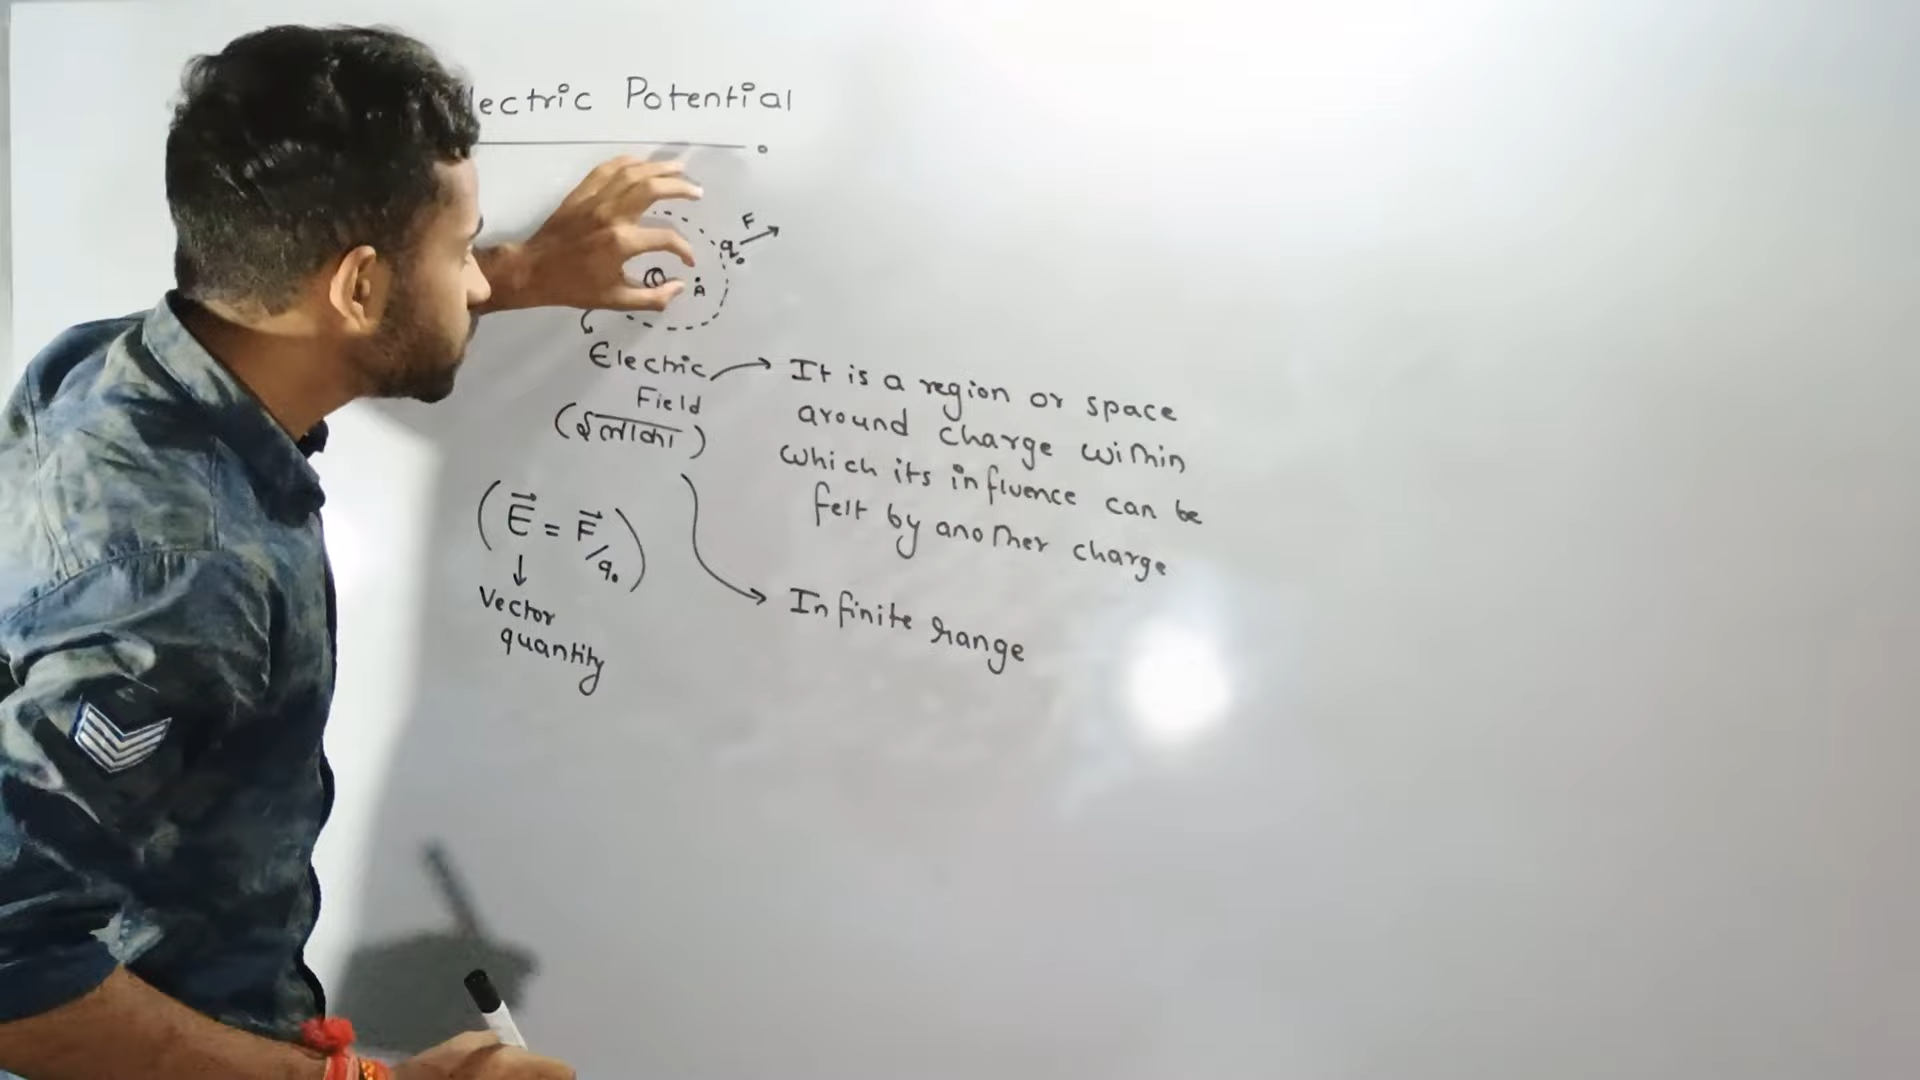 lectric Potential
F
q₀
Q
A
Electric
Field
(इलाका)
It is a region or space
around charge within
which its influence can be
felt by another charge
(E⃗ = F⃗/q₀)
Vector
quantity
Infinite range